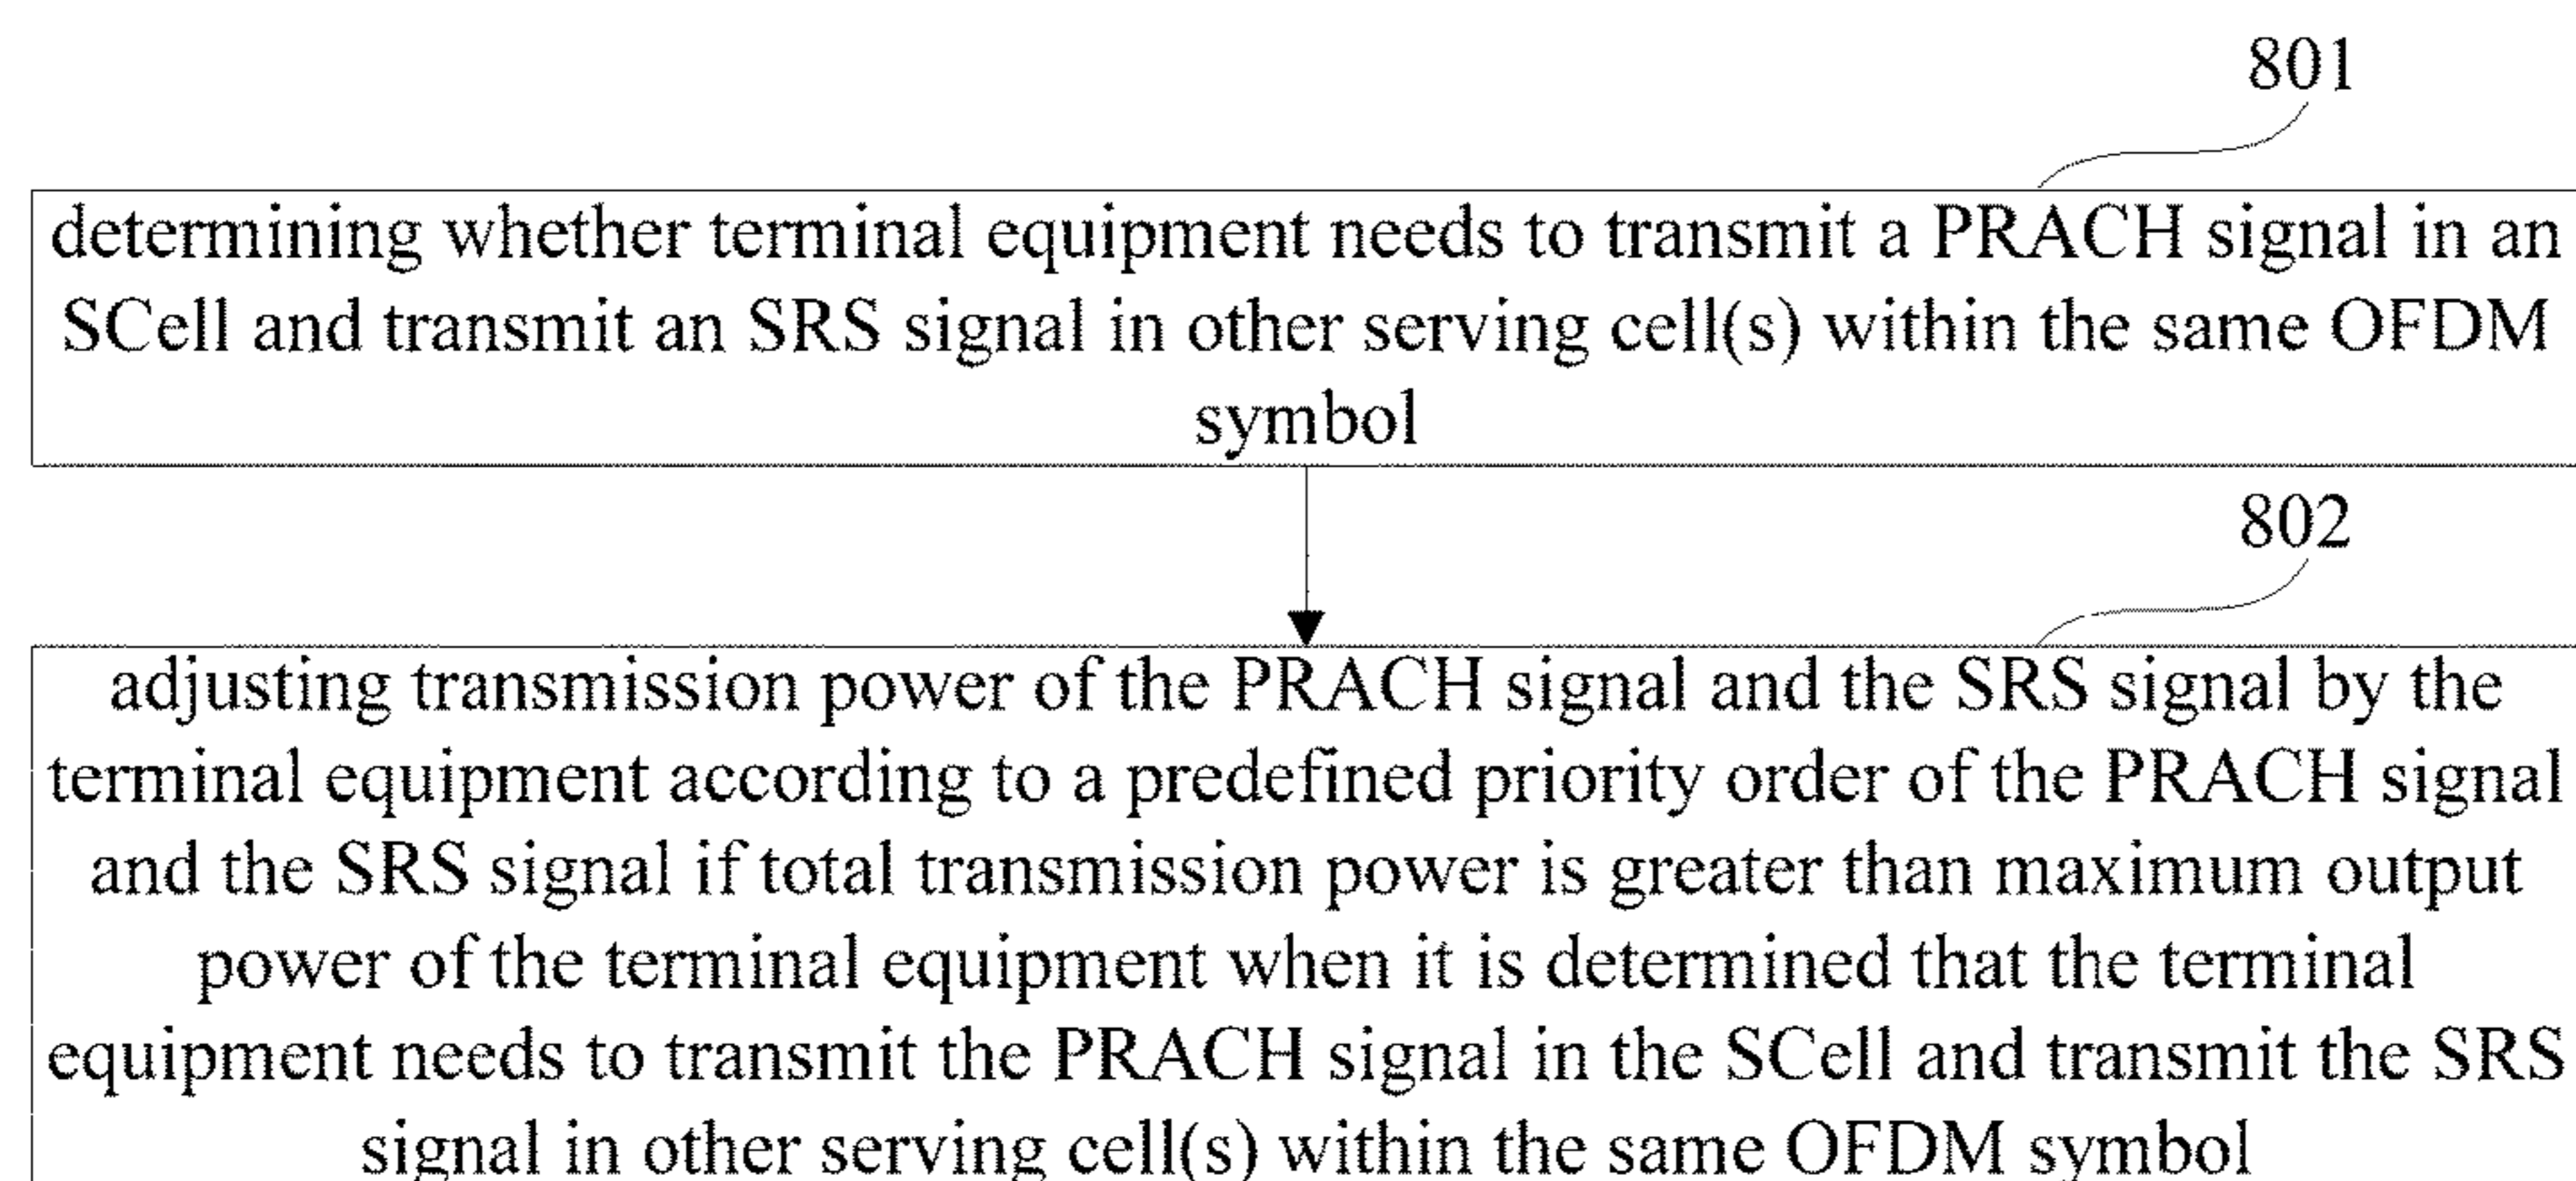 801
determining whether terminal equipment needs to transmit a PRACH signal in an
SCell and transmit an SRS signal in other serving cell(s) within the same OFDM
symbol
802
adjusting transmission power of the PRACH signal and the SRS signal by the
terminal equipment according to a predefined priority order of the PRACH signal
and the SRS signal if total transmission power is greater than maximum output
power of the terminal equipment when it is determined that the terminal
equipment needs to transmit the PRACH signal in the SCell and transmit the SRS
signal in other serving cell(s) within the same OFDM symbol